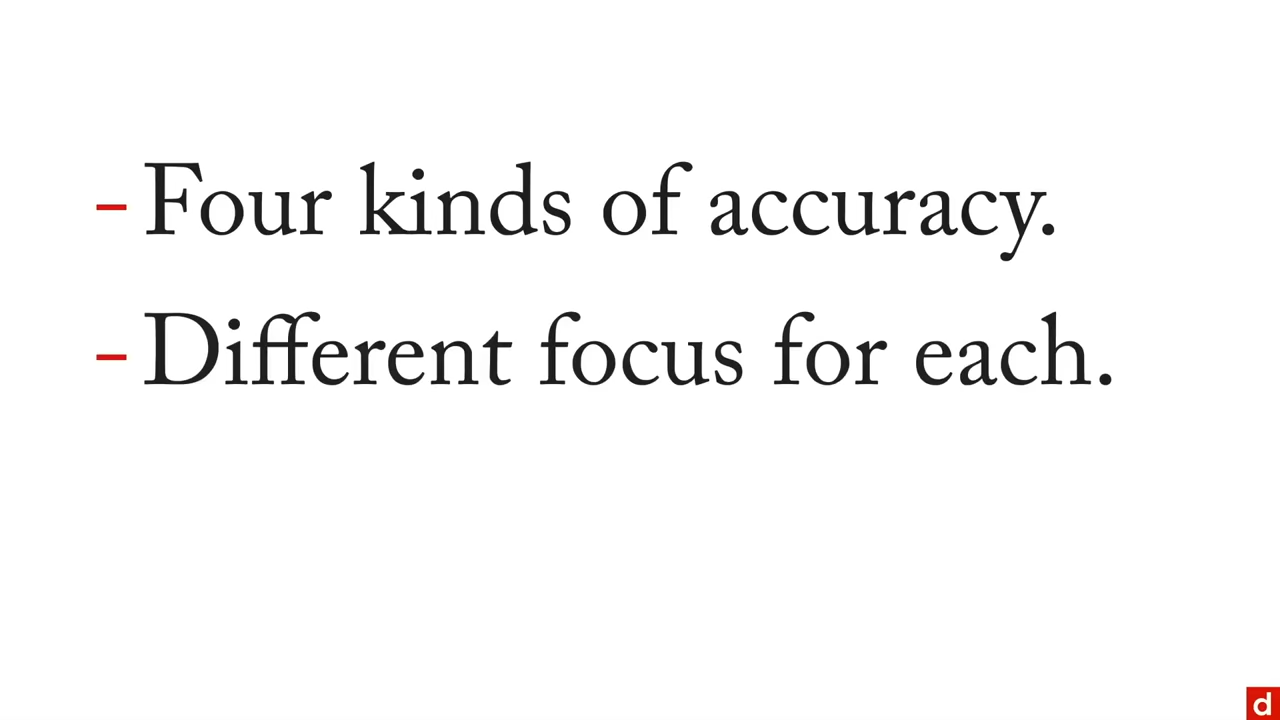 - Four kinds of accuracy.
- Different focus for each.
d